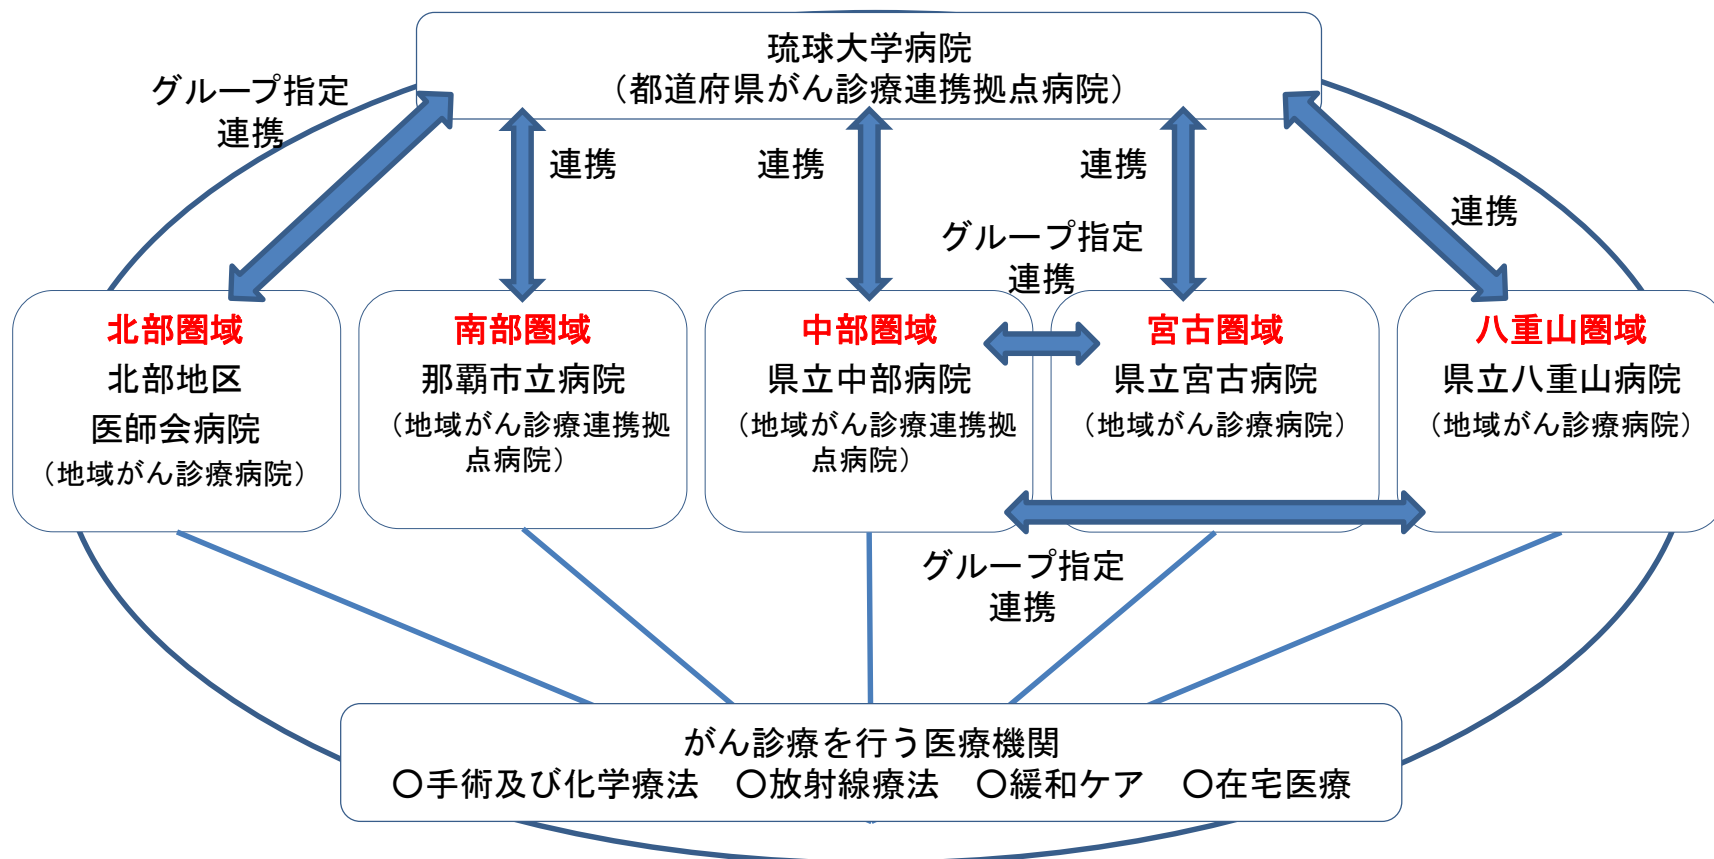 琉球大学病院
（都道府県がん診療連携拠点病院）
グループ指定
連携
連携
連携
連携
連携
グループ指定
連携
北部圏域
北部地区
医師会病院
（地域がん診療病院）
南部圏域
那覇市立病院
（地域がん診療連携拠
点病院）
中部圏域
県立中部病院
（地域がん診療連携拠
点病院）
宮古圏域
県立宮古病院
（地域がん診療病院）
八重山圏域
県立八重山病院
（地域がん診療病院）
グループ指定
連携
がん診療を行う医療機関
〇手術及び化学療法　〇放射線療法　〇緩和ケア　〇在宅医療